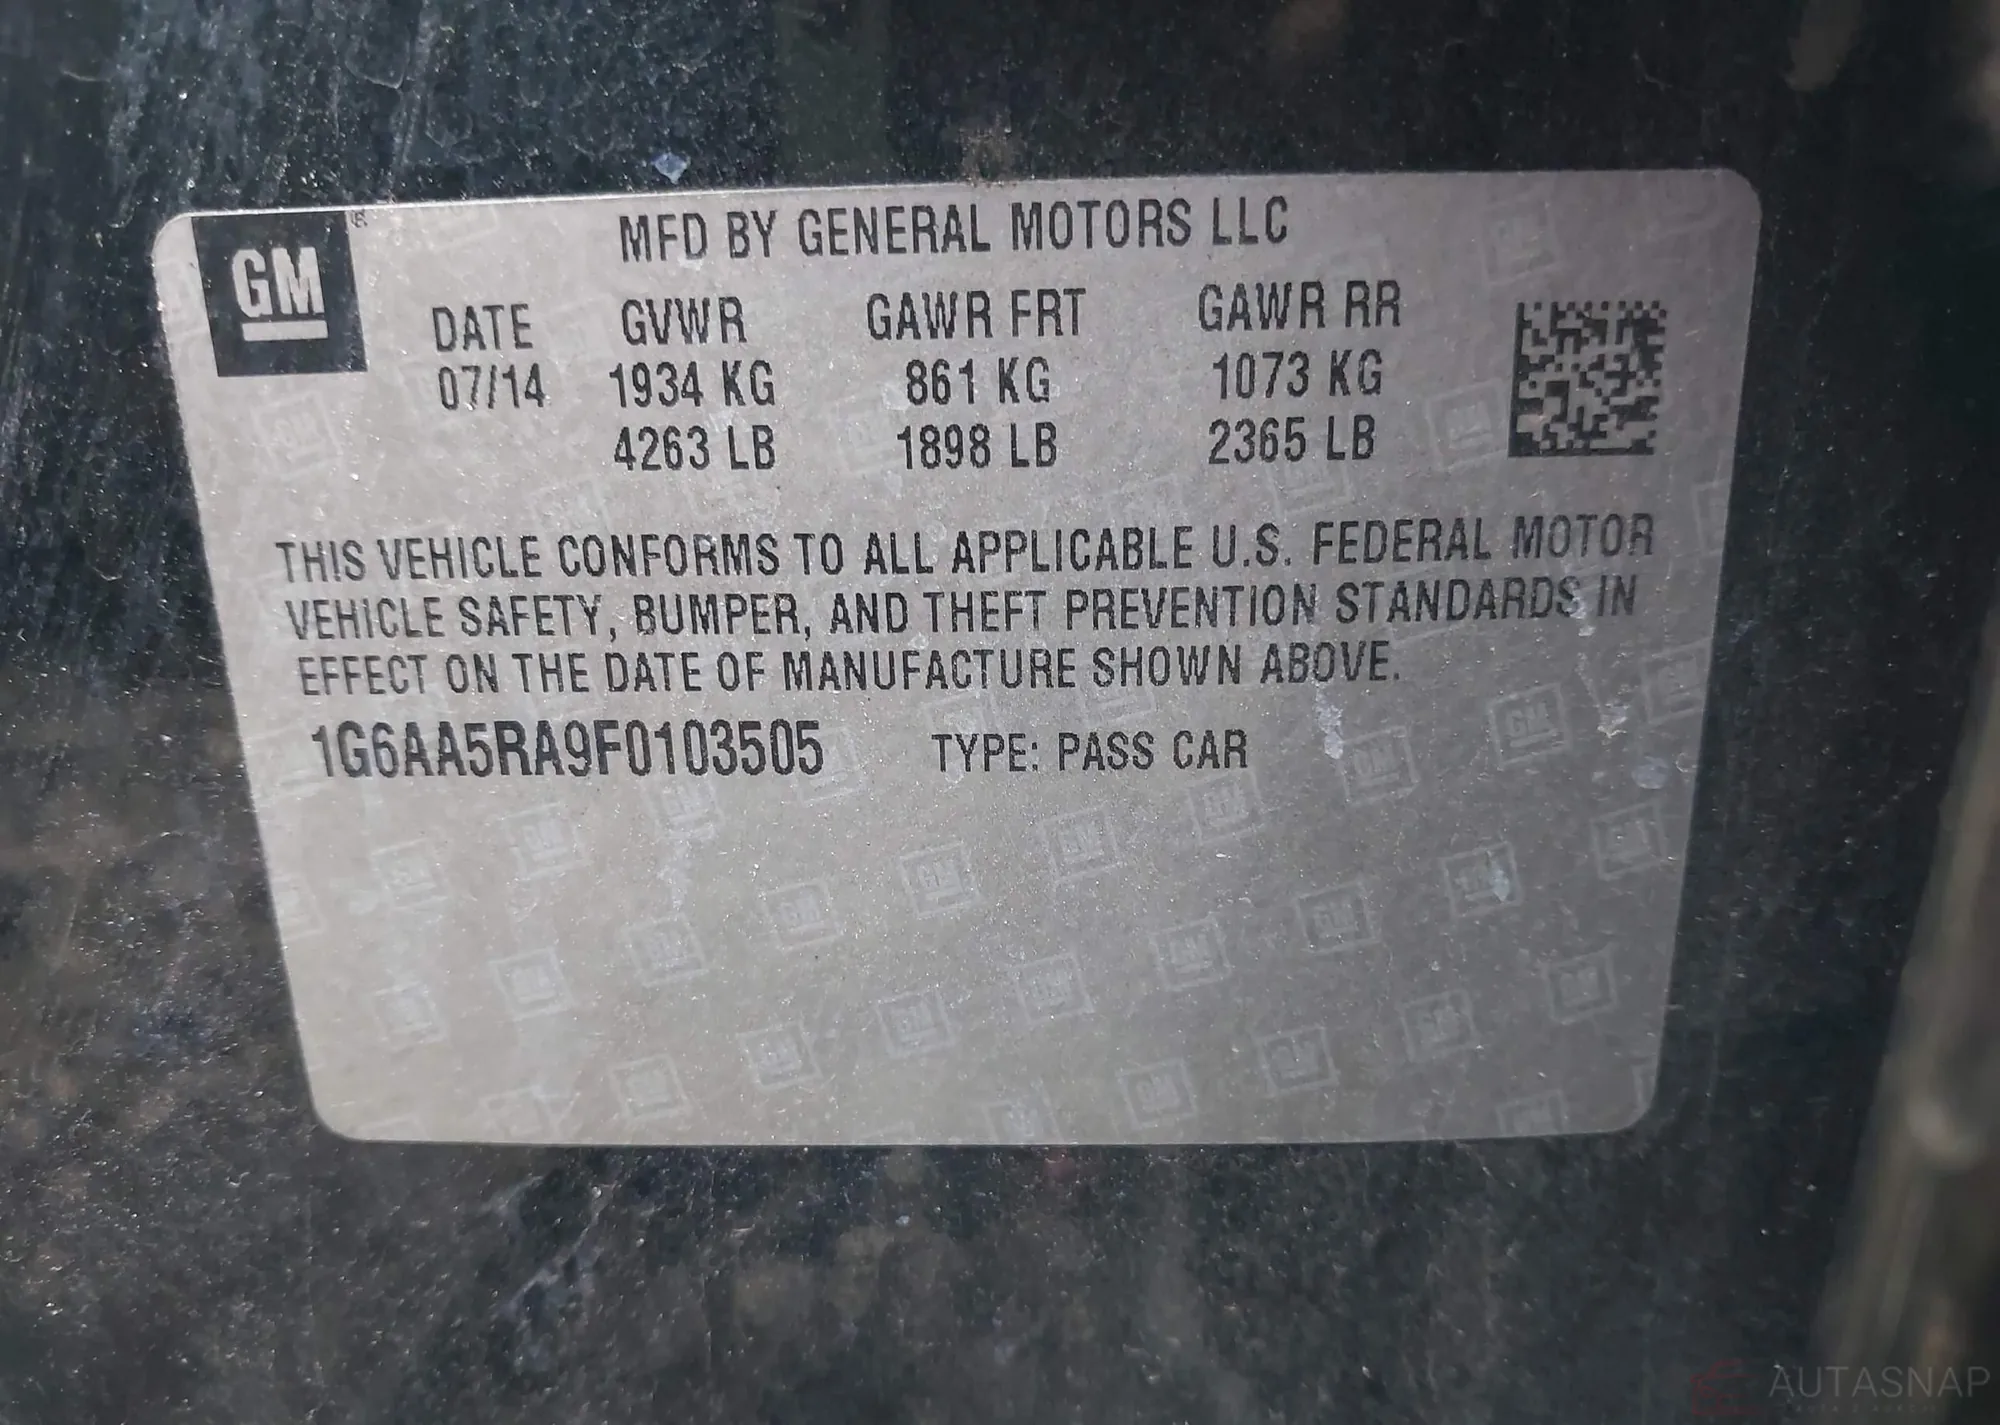 GM ®
MFD BY GENERAL MOTORS LLC
DATE GVWR GAWR FRT GAWR RR
07/14 1934 KG 861 KG 1073 KG
4263 LB 1898 LB 2365 LB
THIS VEHICLE CONFORMS TO ALL APPLICABLE U.S. FEDERAL MOTOR
VEHICLE SAFETY, BUMPER, AND THEFT PREVENTION STANDARDS IN
EFFECT ON THE DATE OF MANUFACTURE SHOWN ABOVE.
1G6AA5RA9F0103505 TYPE: PASS CAR
AUTASNAP